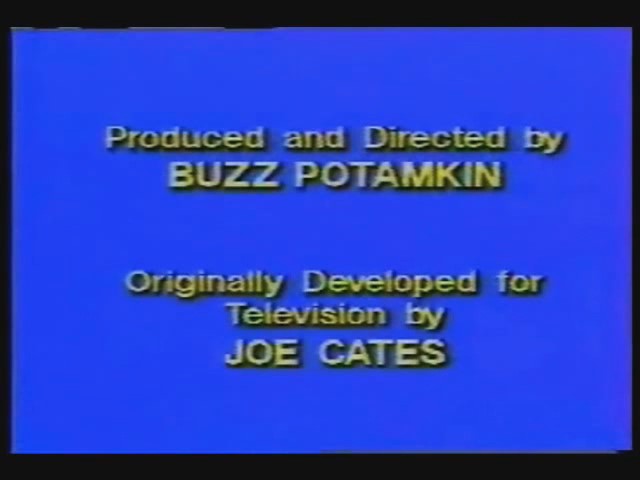 Produced and Directed by
BUZZ POTAMKIN
Originally Developed for
Television by
JOE CATES